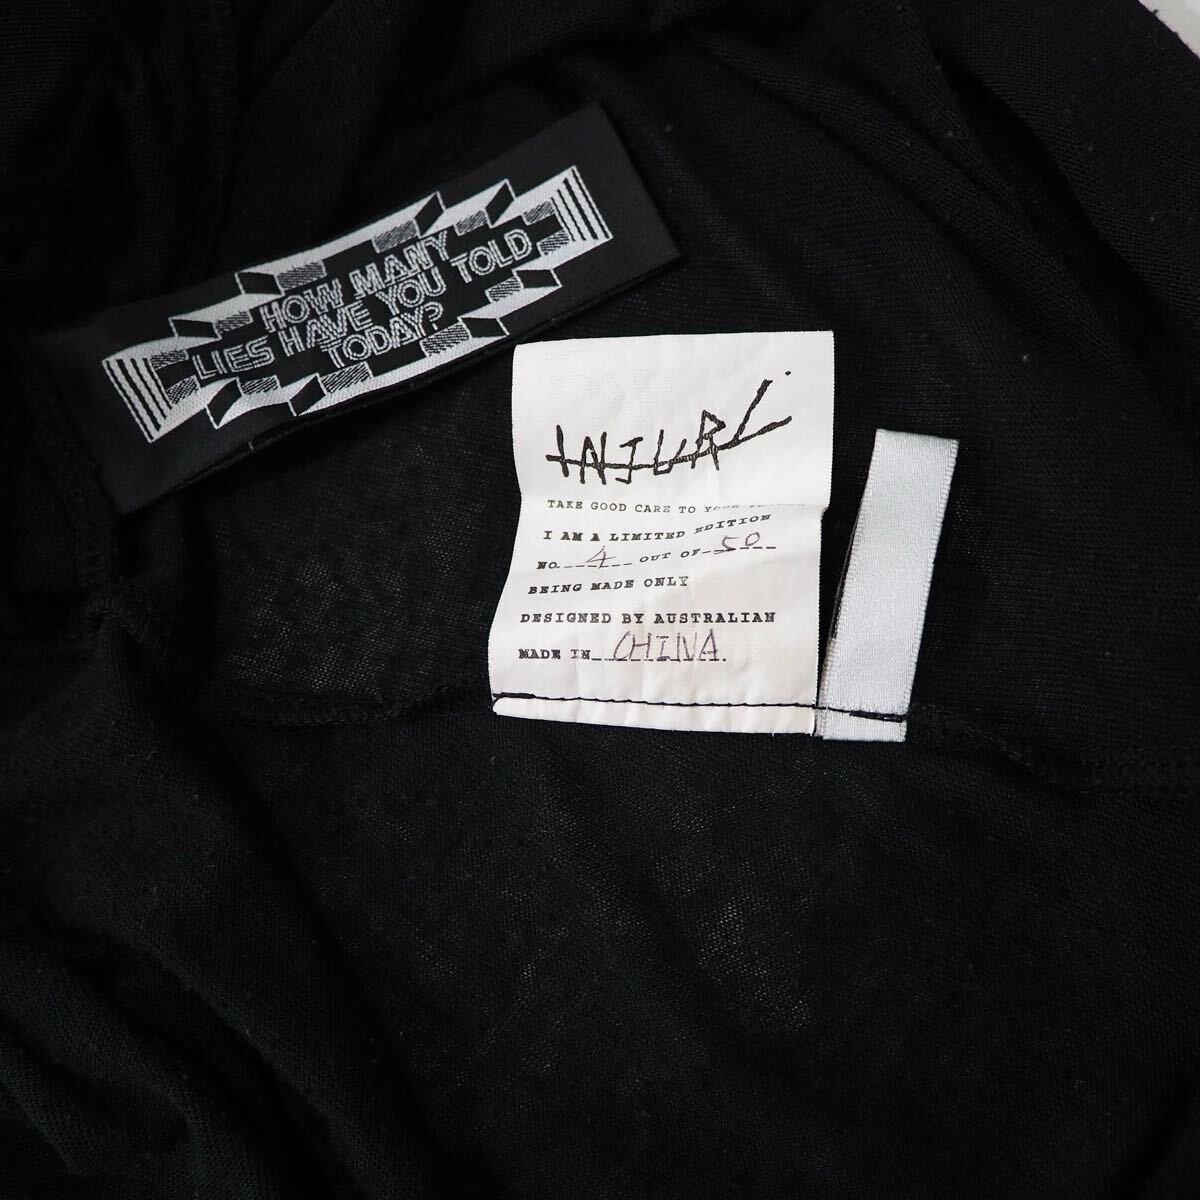 HOW MANY
LIES HAVE YOU TOLD
TODAY?
INJURY
TAKE GOOD CARE TO YOUR
I AM A LIMITED EDITION
NO. 4 OUT OF 50
BEING MADE ONLY
DESIGNED BY AUSTRALIAN
MADE IN CHINA.